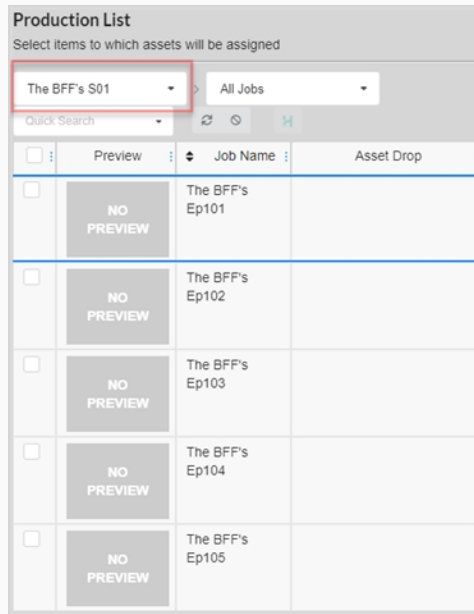 Production List
Select items to which assets will be assigned
The BFF's S01 > All Jobs
Quick Search
Preview Job Name Asset Drop
NO
PREVIEW
The BFF's
Ep101
NO
PREVIEW
The BFF's
Ep102
NO
PREVIEW
The BFF's
Ep103
NO
PREVIEW
The BFF's
Ep104
NO
PREVIEW
The BFF's
Ep105